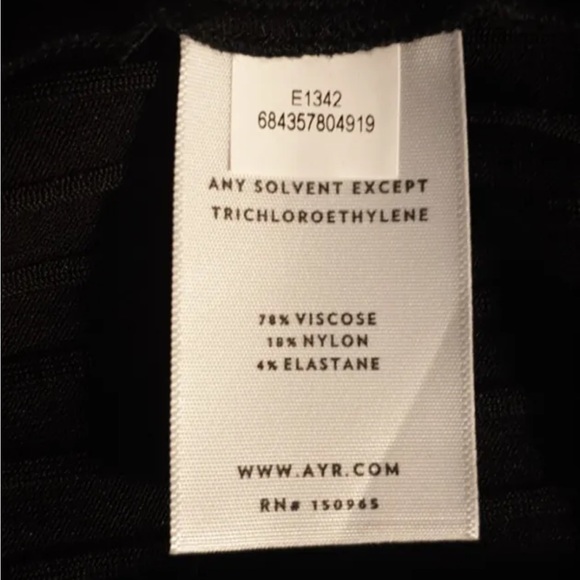 E1342
684357804919
ANY SOLVENT EXCEPT
TRICHLOROETHYLENE
78% VISCOSE
18% NYLON
4% ELASTANE
WWW.AYR.COM
RN# 150965